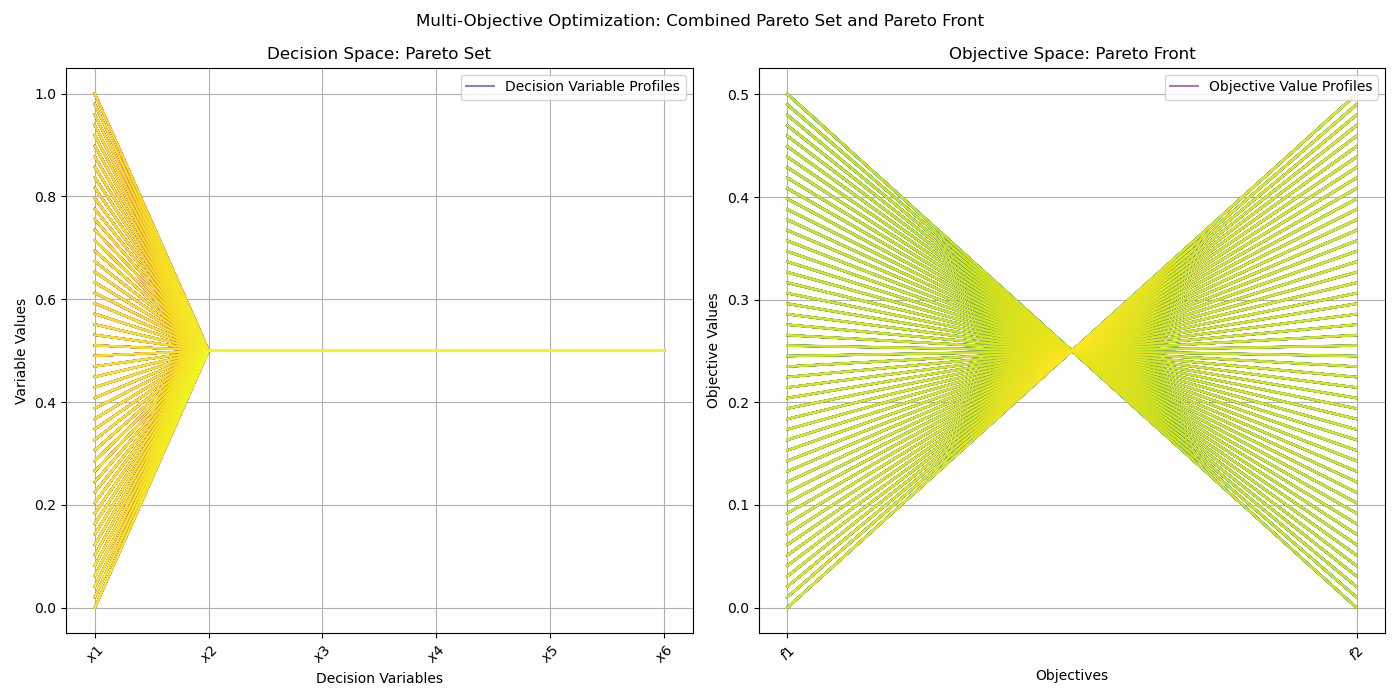 Multi-Objective Optimization: Combined Pareto Set and Pareto Front
Decision Space: Pareto Set
Decision Variable Profiles
1.0
0.8
0.6
0.4
0.2
0.0
Variable Values
x1
x2
x3
x4
x5
x6
Decision Variables
Objective Space: Pareto Front
Objective Value Profiles
0.5
0.4
0.3
0.2
0.1
0.0
Objective Values
f1
f2
Objectives